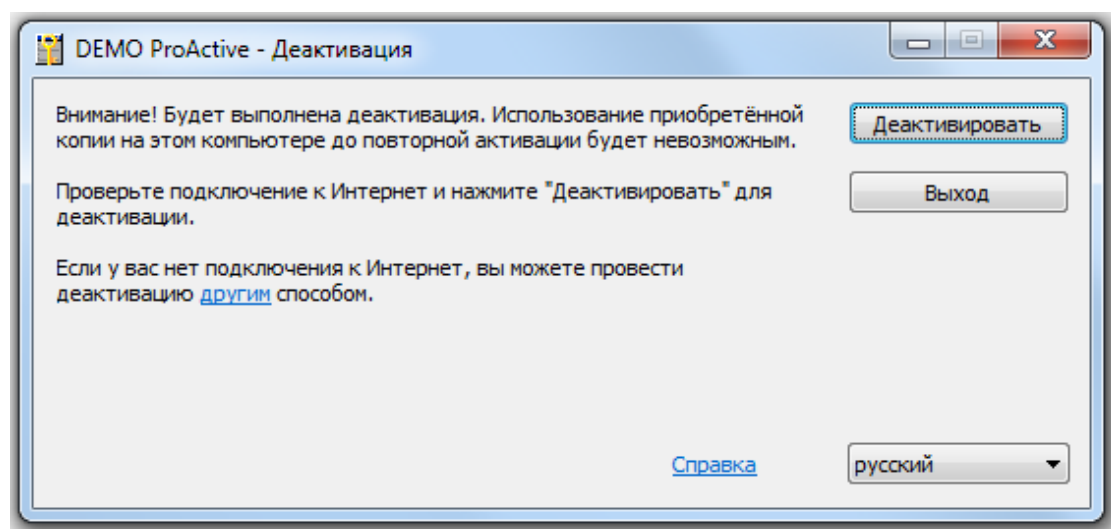 DEMO ProActive - Деактивация
Внимание! Будет выполнена деактивация. Использование приобретённой
копии на этом компьютере до повторной активации будет невозможным.
Деактивировать
Проверьте подключение к Интернет и нажмите "Деактивировать" для
деактивации.
Выход
Если у вас нет подключения к Интернет, вы можете провести
деактивацию другим способом.
Справка
русский